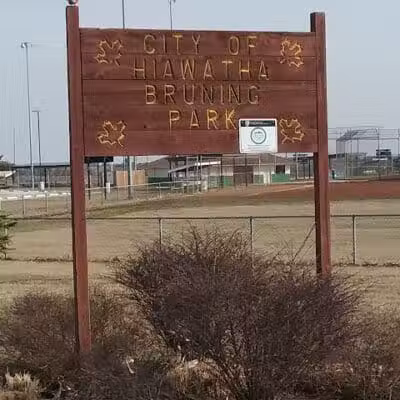 CITY OF
HIAWATHA
BRUNING
PARK